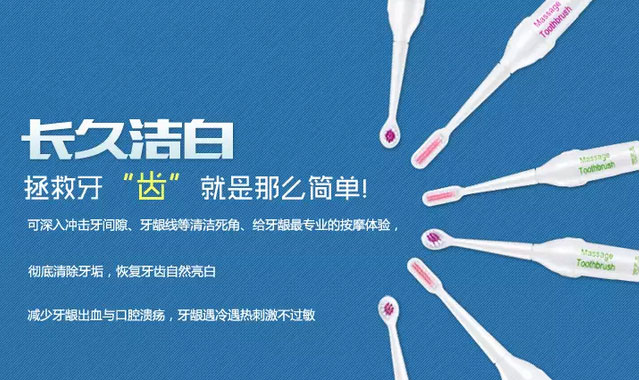 长久洁白
拯救牙“齿”就是那么简单!
可深入冲击牙间隙、牙龈线等清洁死角、给牙龈最专业的按摩体验，
彻底清除牙垢，恢复牙齿自然亮白
减少牙龈出血与口腔溃疡，牙龈遇冷遇热刺激不过敏
Massage
Toothbrush
Massage
Toothbrush
Massage
Toothbrush